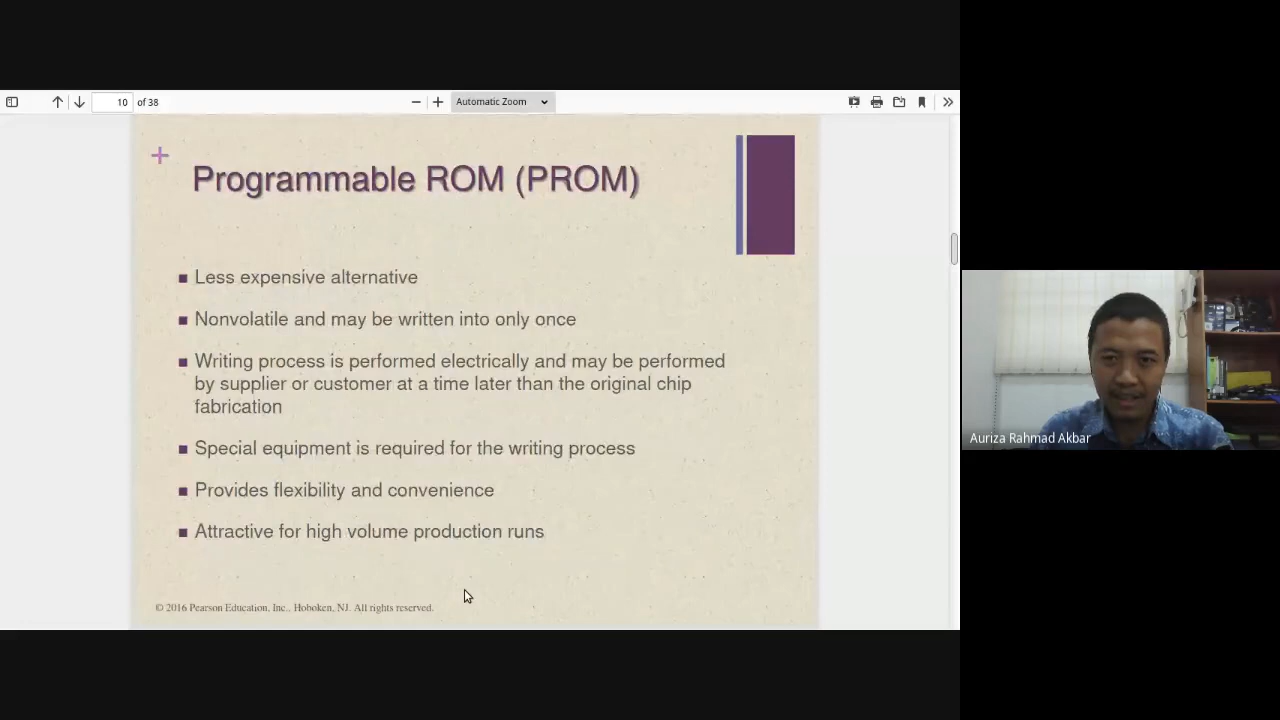 10 of 38
Automatic Zoom
+
Programmable ROM (PROM)
Less expensive alternative
Nonvolatile and may be written into only once
Writing process is performed electrically and may be performed
by supplier or customer at a time later than the original chip
fabrication
Special equipment is required for the writing process
Provides flexibility and convenience
Attractive for high volume production runs
© 2016 Pearson Education, Inc., Hoboken, NJ. All rights reserved.
Auriza Rahmad Akbar